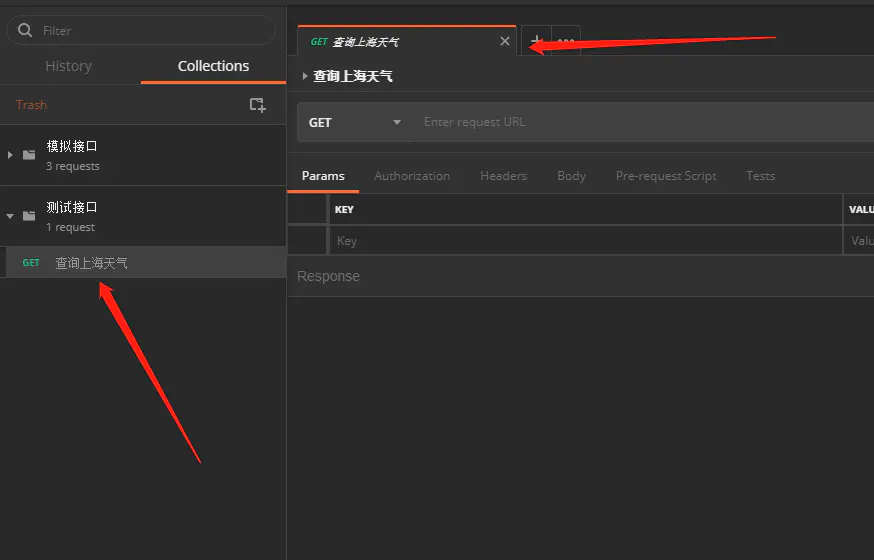 Filter
History
Collections
Trash
模拟接口
3 requests
测试接口
1 request
GET 查询上海天气
GET 查询上海天气
查询上海天气
GET
Enter request URL
Params
Authorization
Headers
Body
Pre-request Script
Tests
KEY
VALU
Key
Valu
Response